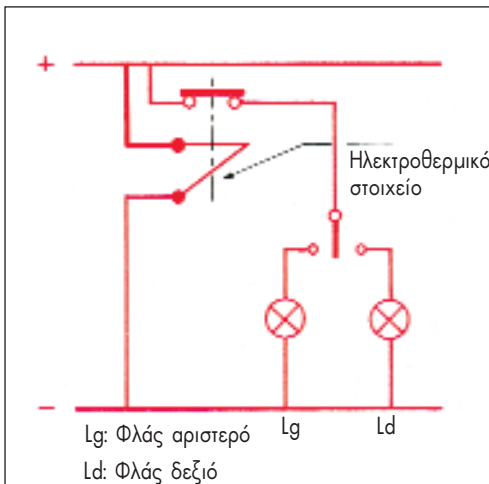 +
Ηλεκτροθερμικό
στοιχείο
–
Lg: Φλάς αριστερό
Lg
Ld
Ld: Φλάς δεξιό